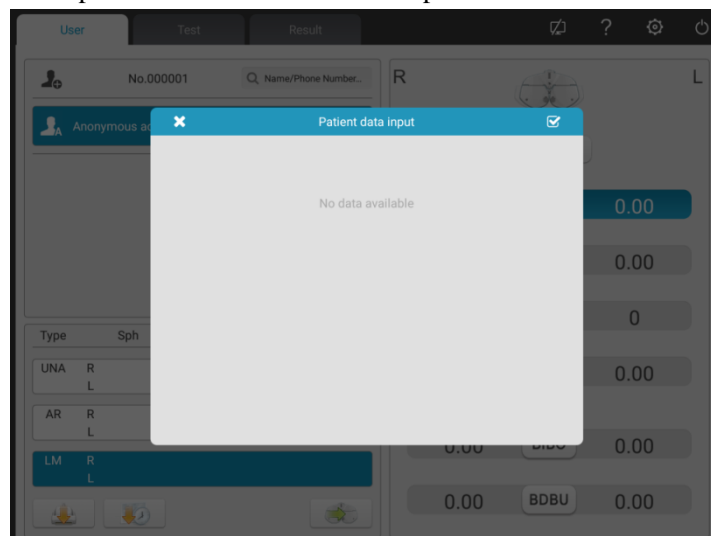 User Test Result
No.000001 Name/Phone Number..
R L
Anonymous ac
Patient data input
No data available
0.00
0.00
0
0.00
Type Sph
UNA R
L
AR R
L
LM R
L
0.00 BIBO 0.00
0.00 BDBU 0.00